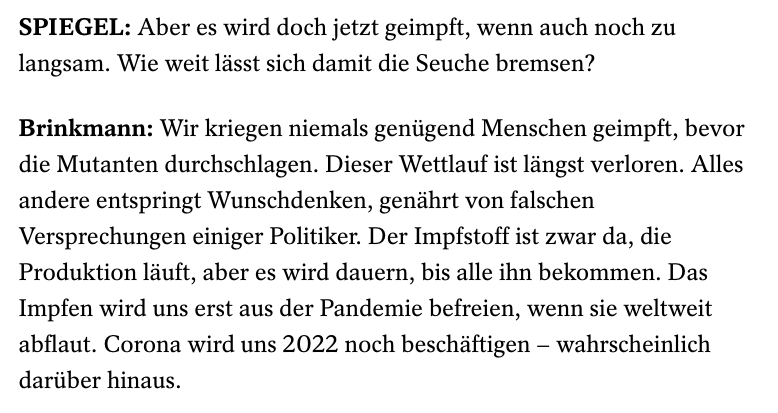 SPIEGEL: Aber es wird doch jetzt geimpft, wenn auch noch zu
langsam. Wie weit lässt sich damit die Seuche bremsen?
Brinkmann: Wir kriegen niemals genügend Menschen geimpft, bevor
die Mutanten durchschlagen. Dieser Wettlauf ist längst verloren. Alles
andere entspringt Wunschdenken, genährt von falschen
Versprechungen einiger Politiker. Der Impfstoff ist zwar da, die
Produktion läuft, aber es wird dauern, bis alle ihn bekommen. Das
Impfen wird uns erst aus der Pandemie befreien, wenn sie weltweit
abflaut. Corona wird uns 2022 noch beschäftigen – wahrscheinlich
darüber hinaus.